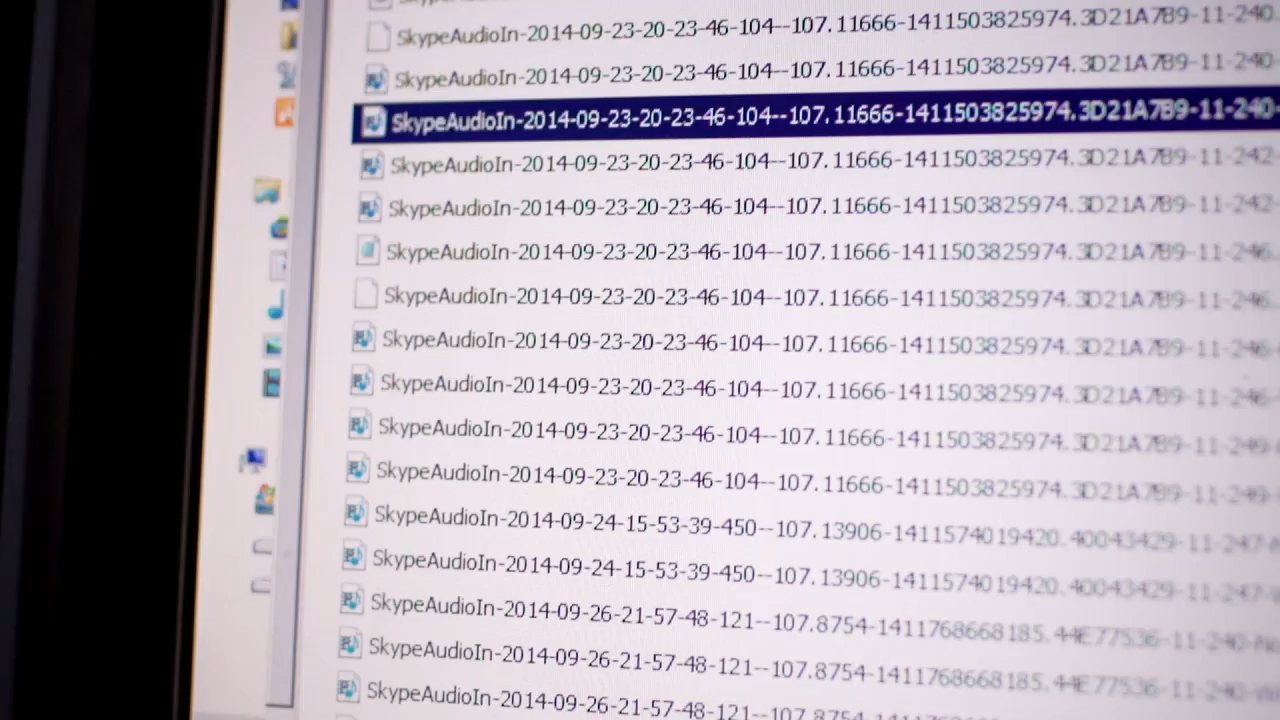 SkypeAudioIn-2014-09-23-20-23-46-104--107.11666-1411503825974.3D21A7B9-11-240
SkypeAudioIn-2014-09-23-20-23-46-104--107.11666-1411503825974.3D21A7B9-11-240-
SkypeAudioIn-2014-09-23-20-23-46-104--107.11666-1411503825974.3D21A7B9-11-240-
SkypeAudioIn-2014-09-23-20-23-46-104--107.11666-1411503825974.3D21A7B9-11-242-
SkypeAudioIn-2014-09-23-20-23-46-104--107.11666-1411503825974.3D21A7B9-11-242-
SkypeAudioIn-2014-09-23-20-23-46-104--107.11666-1411503825974.3D21A7B9-11-246.
SkypeAudioIn-2014-09-23-20-23-46-104--107.11666-1411503825974.3D21A7B9-11-246.
SkypeAudioIn-2014-09-23-20-23-46-104--107.11666-1411503825974.3D21A7B9-11-246-
SkypeAudioIn-2014-09-23-20-23-46-104--107.11666-1411503825974.3D21A7B9-11-246-
SkypeAudioIn-2014-09-23-20-23-46-104--107.11666-1411503825974.3D21A7B9-11-249-
SkypeAudioIn-2014-09-23-20-23-46-104--107.11666-1411503825974.3D21A7B9-11-249-
SkypeAudioIn-2014-09-24-15-53-39-450--107.13906-1411574019420.40043429-11-247-
SkypeAudioIn-2014-09-24-15-53-39-450--107.13906-1411574019420.40043429-11-247-
SkypeAudioIn-2014-09-26-21-57-48-121--107.8754-1411768668185.44E77536-11-240-
SkypeAudioIn-2014-09-26-21-57-48-121--107.8754-1411768668185.44E77536-11-240-
SkypeAudioIn-2014-09-26-21-57-48-121--107.8754-1411768668185.44E77536-11-